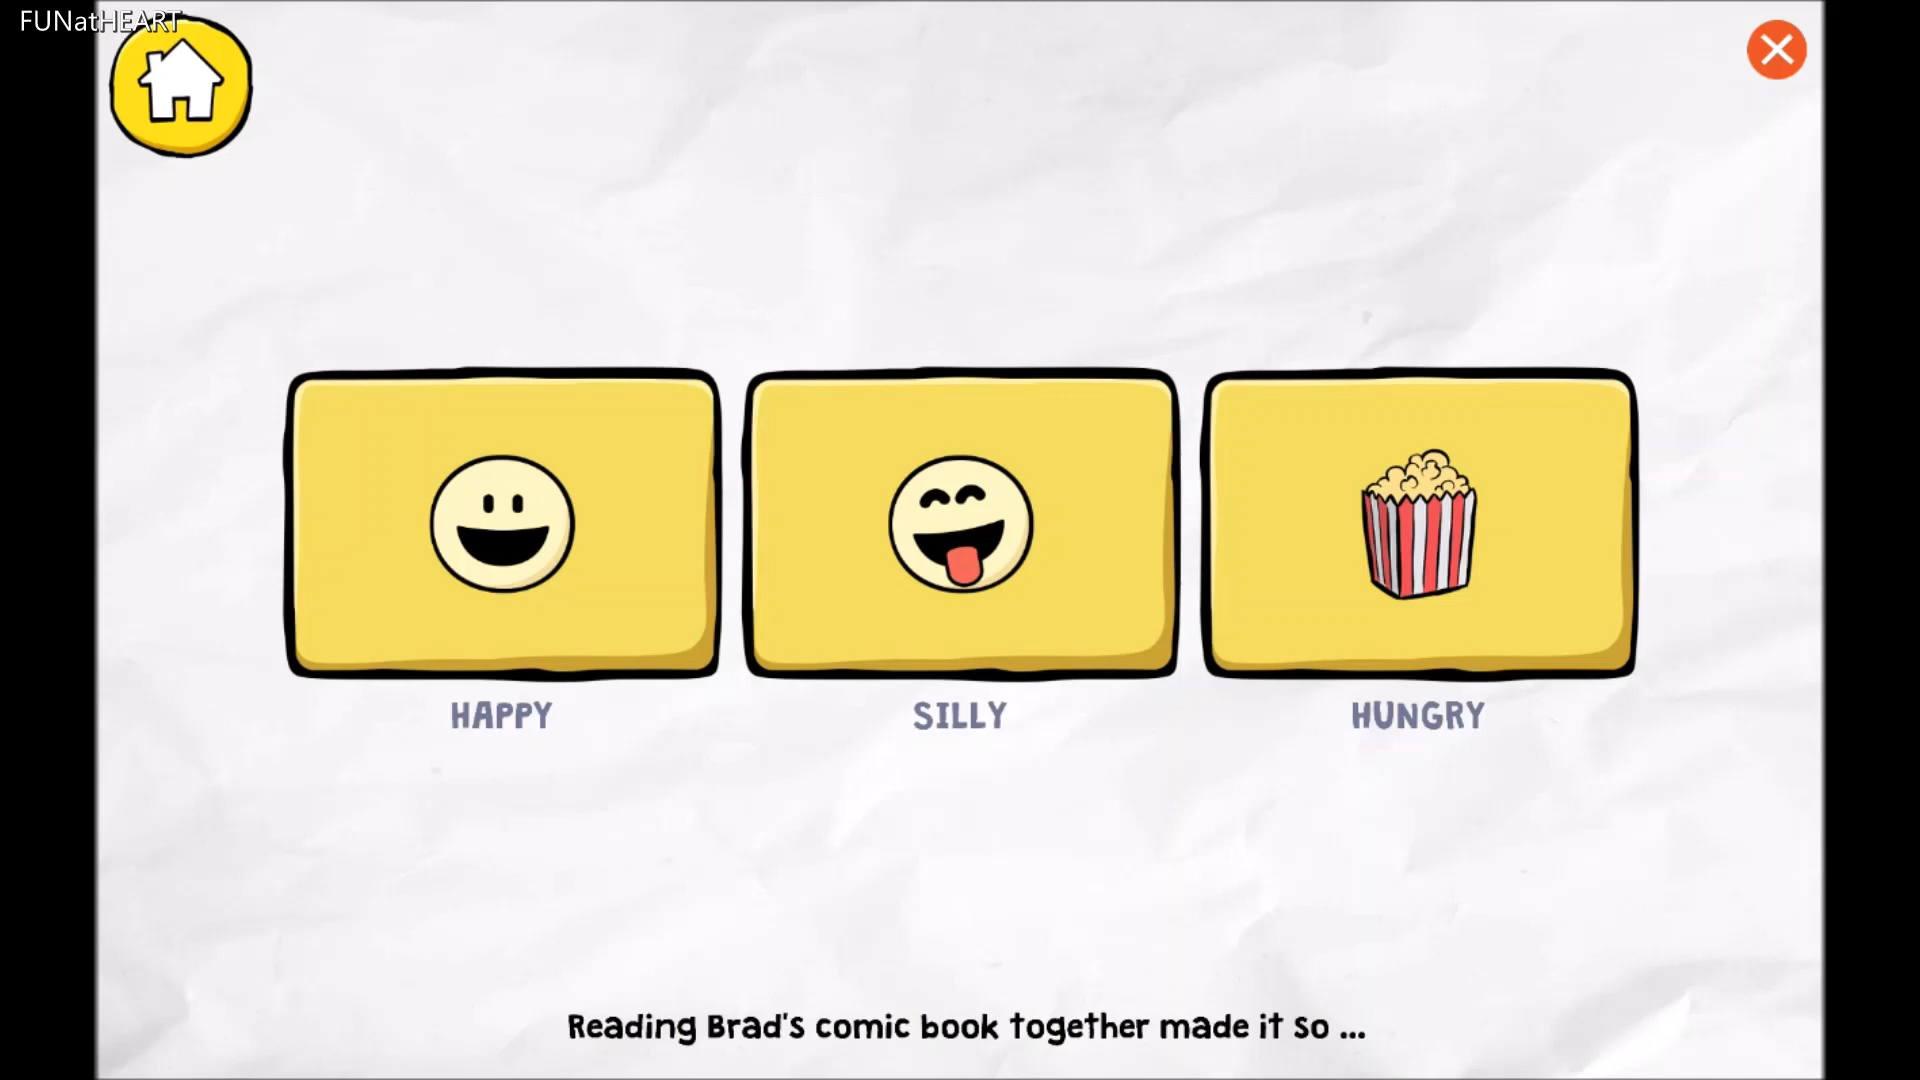 FUNatHEART
HAPPY
SILLY
HUNGRY
Reading Brad's comic book together made it so ...